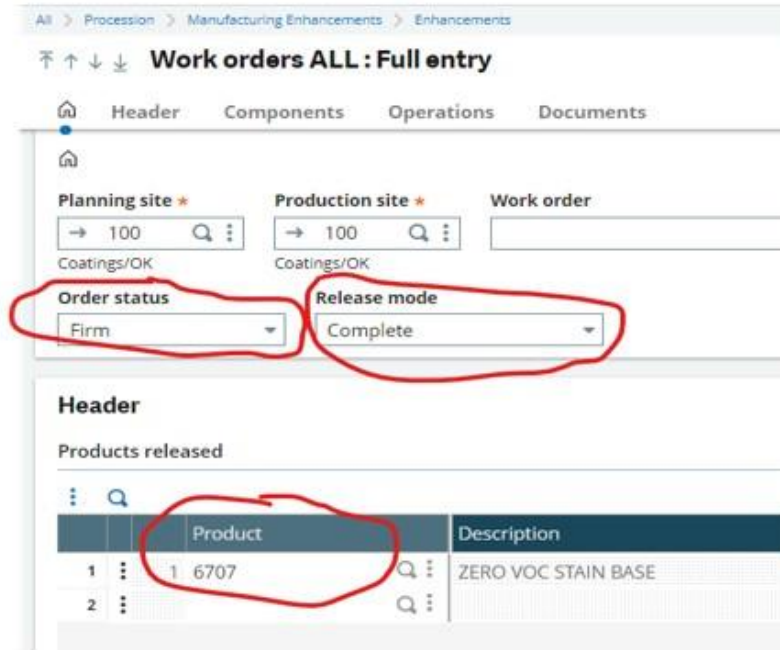 All > Procession > Manufacturing Enhancements > Enhancements
Work orders ALL : Full entry
Header Components Operations Documents
Planning site * Production site * Work order
100 100
Coatings/OK Coatings/OK
Order status Release mode
Firm Complete
Header
Products released
Product Description
1 1 6707 ZERO VOC STAIN BASE
2